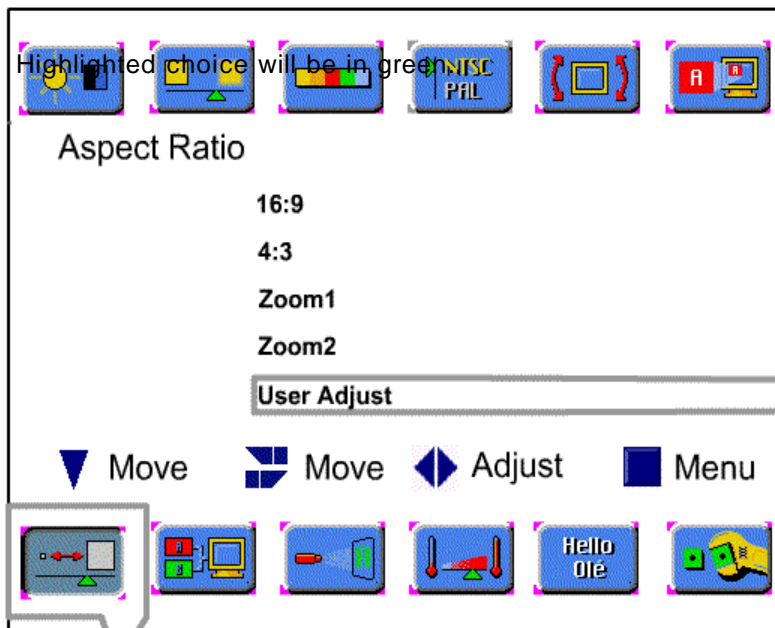 Highlighted choice will be in green.
NTSC
PAL
A
A
Aspect Ratio
16:9
4:3
Zoom1
Zoom2
User Adjust
Move
Move
Adjust
Menu
A
Hello
Olé